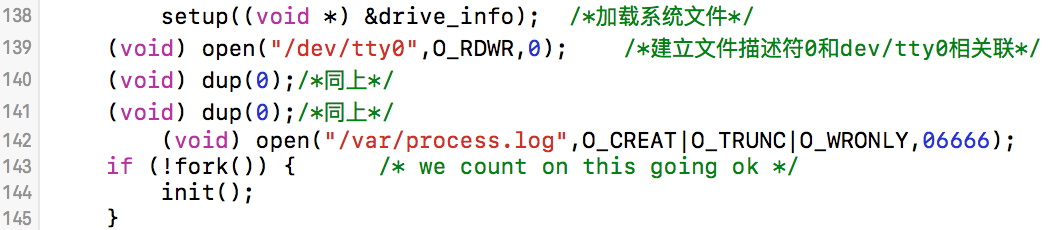 138 setup((void *) &drive_info); /*加载系统文件*/
139 (void) open("/dev/tty0",O_RDWR,0); /*建立文件描述符0和dev/tty0相关联*/
140 (void) dup(0);/*同上*/
141 (void) dup(0);/*同上*/
142 (void) open("/var/process.log",O_CREAT|O_TRUNC|O_WRONLY,06666);
143 if (!fork()) { /* we count on this going ok */
144 init();
145 }